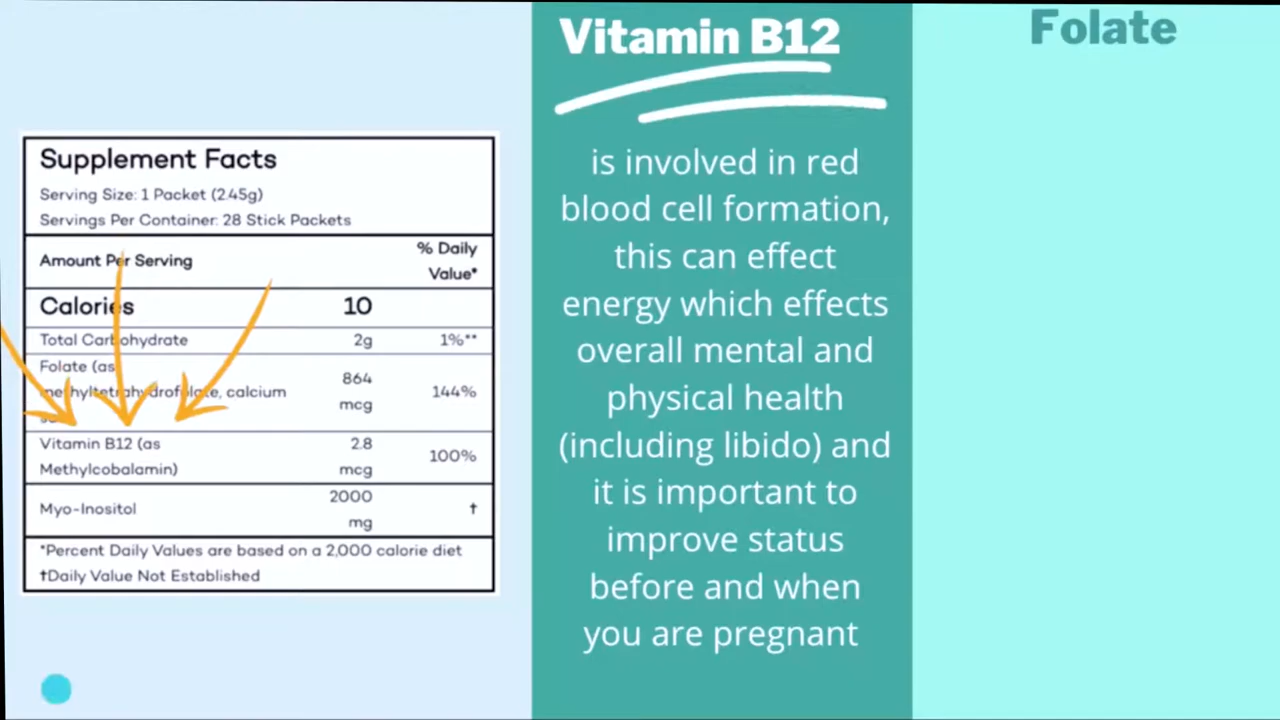 Supplement Facts
Serving Size: 1 Packet (2.45g)
Servings Per Container: 28 Stick Packets
Amount Per Serving
% Daily
Value*
Calories 10
Total Carbohydrate 2g 1%**
Folate (as
methyltetrahydrofolate, calcium
864
mcg
144%
Vitamin B12 (as
Methylcobalamin)
2.8
mcg
100%
Myo-Inositol
2000
mg
†
*Percent Daily Values are based on a 2,000 calorie diet
†Daily Value Not Established
Vitamin B12
is involved in red
blood cell formation,
this can effect
energy which effects
overall mental and
physical health
(including libido) and
it is important to
improve status
before and when
you are pregnant
Folate